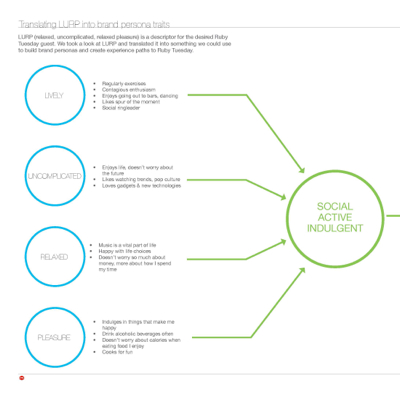 Translating LURP into brand persona traits
LURP (relaxed, uncomplicated, relaxed pleasure) is a descriptor for the desired Ruby
Tuesday guest. We took a look at LURP and translated it into something we could use
to build brand personas and create experience paths to Ruby Tuesday.
LIVELY
• Regularly exercises
• Contagious enthusiasm
• Enjoys going out to bars, dancing
• Likes spur of the moment
• Social ringleader
UNCOMPLICATED
• Enjoys life, doesn't worry about
the future
• Likes watching trends, pop culture
• Loves gadgets & new technologies
SOCIAL
ACTIVE
INDULGENT
RELAXED
• Music is a vital part of life
• Happy with life choices
• Doesn't worry so much about
money, more about how I spend
my time
PLEASURE
• Indulges in things that make me
happy
• Drink alcoholic beverages often
• Doesn't worry about calories when
eating food I enjoy
• Cooks for fun